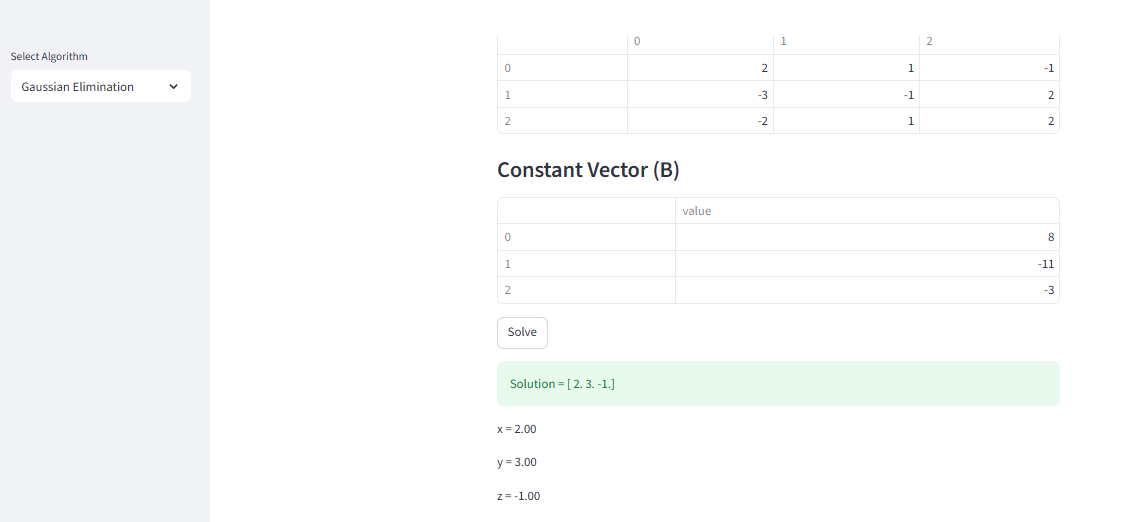 Select Algorithm
Gaussian Elimination
0 1 2
0 2 1 -1
1 -3 -1 2
2 -2 1 2
Constant Vector (B)
value
0 8
1 -11
2 -3
Solve
Solution = [ 2. 3. -1.]
x = 2.00
y = 3.00
z = -1.00